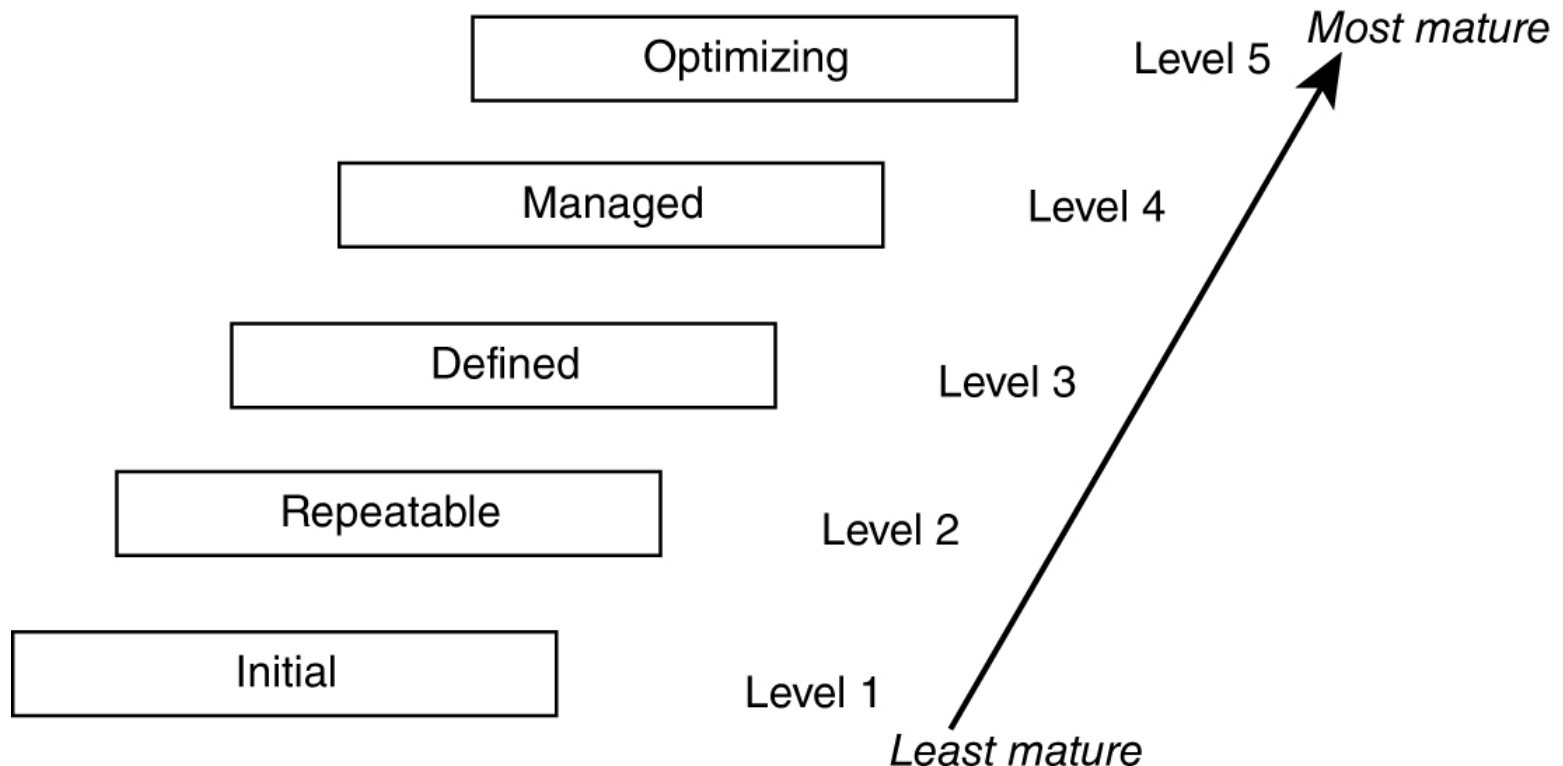 Most mature
Optimizing
Level 5
Managed
Level 4
Defined
Level 3
Repeatable
Level 2
Initial
Level 1
Least mature